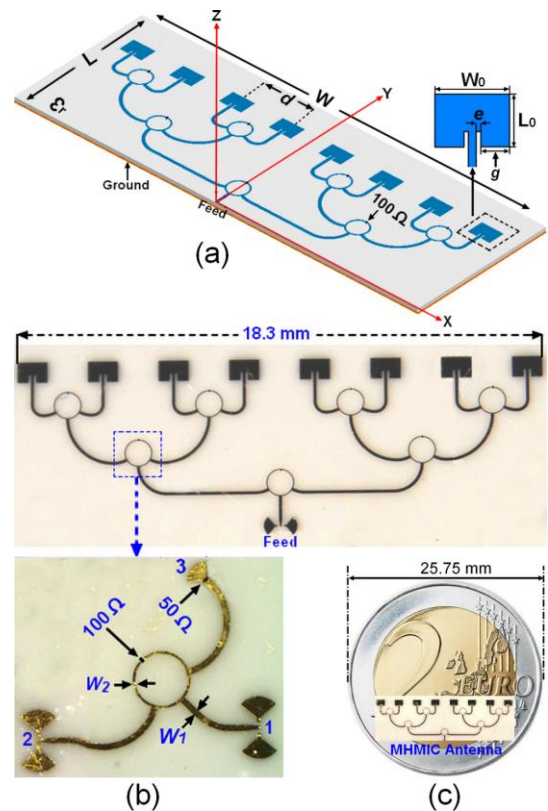 Z
L
W
d
Y
W₀
e
L₀
g
εr
Ground
Feed
100 Ω
X
(a)
18.3 mm
Feed
25.75 mm
3
100 Ω
50 Ω
W₂
W₁
2
1
2
EURO
MHMIC Antenna
(b)
(c)